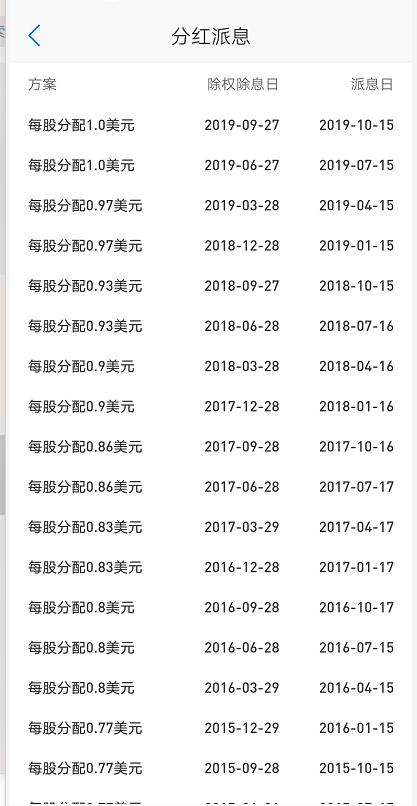 分红派息
方案 除权除息日 派息日
每股分配1.0美元 2019-09-27 2019-10-15
每股分配1.0美元 2019-06-27 2019-07-15
每股分配0.97美元 2019-03-28 2019-04-15
每股分配0.97美元 2018-12-28 2019-01-15
每股分配0.93美元 2018-09-27 2018-10-15
每股分配0.93美元 2018-06-28 2018-07-16
每股分配0.9美元 2018-03-28 2018-04-16
每股分配0.9美元 2017-12-28 2018-01-16
每股分配0.86美元 2017-09-28 2017-10-16
每股分配0.86美元 2017-06-28 2017-07-17
每股分配0.83美元 2017-03-29 2017-04-17
每股分配0.83美元 2016-12-28 2017-01-17
每股分配0.8美元 2016-09-28 2016-10-17
每股分配0.8美元 2016-06-28 2016-07-15
每股分配0.8美元 2016-03-29 2016-04-15
每股分配0.77美元 2015-12-29 2016-01-15
每股分配0.77美元 2015-09-28 2015-10-15